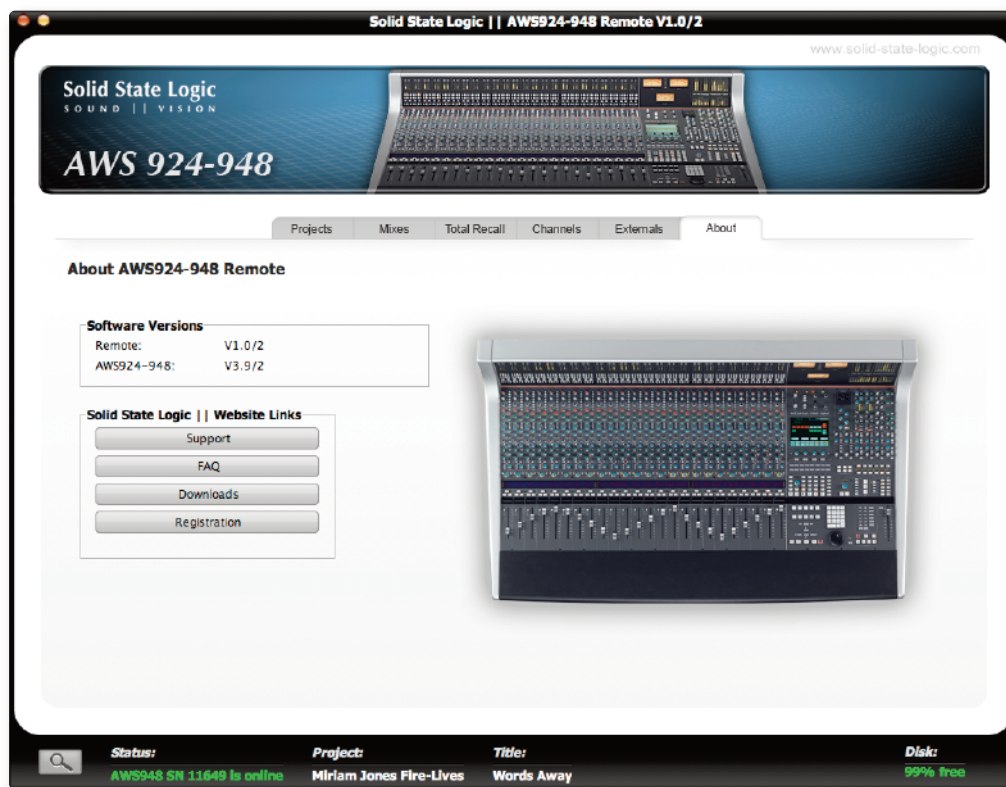 Solid State Logic || AWS924-948 Remote V1.0/2
www.solid-state-logic.com
Solid State Logic
SOUND || VISION
AWS 924-948
Projects Mixes Total Recall Channels Externals About
About AWS924-948 Remote
Software Versions
Remote: V1.0/2
AWS924-948: V3.9/2
Solid State Logic || Website Links
Support
FAQ
Downloads
Registration
Status: Project: Title: Disk:
AWS948 SN 11649 is online Miriam Jones Fire-Lives Words Away 99% free